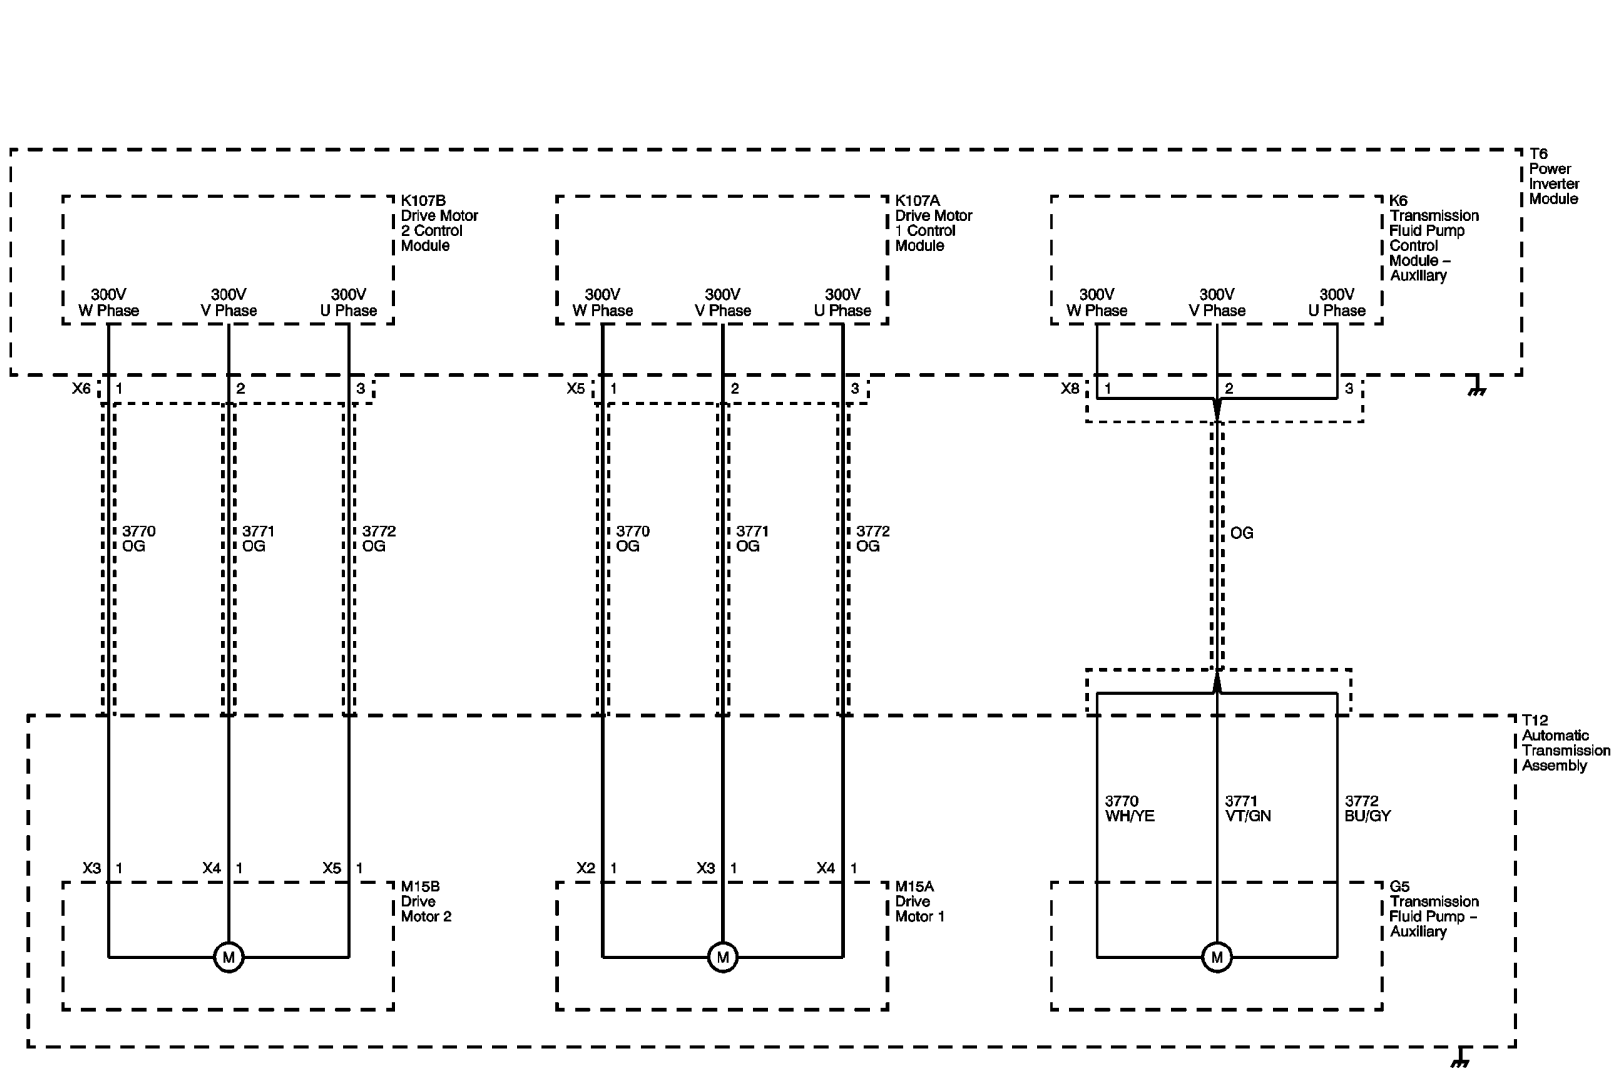 T6
Power
Inverter
Module
K107B
Drive Motor
2 Control
Module
300V
W Phase
300V
V Phase
300V
U Phase
K107A
Drive Motor
1 Control
Module
300V
W Phase
300V
V Phase
300V
U Phase
K6
Transmission
Fluid Pump
Control
Module –
Auxiliary
300V
W Phase
300V
V Phase
300V
U Phase
X6 1 2 3
X5 1 2 3
X8 1 2 3
3770
OG
3771
OG
3772
OG
3770
OG
3771
OG
3772
OG
OG
T12
Automatic
Transmission
Assembly
3770
WH/YE
3771
VT/GN
3772
BU/GY
X3 1
X4 1
X5 1
X2 1
X3 1
X4 1
M15B
Drive
Motor 2
M
M15A
Drive
Motor 1
M
G5
Transmission
Fluid Pump –
Auxiliary
M